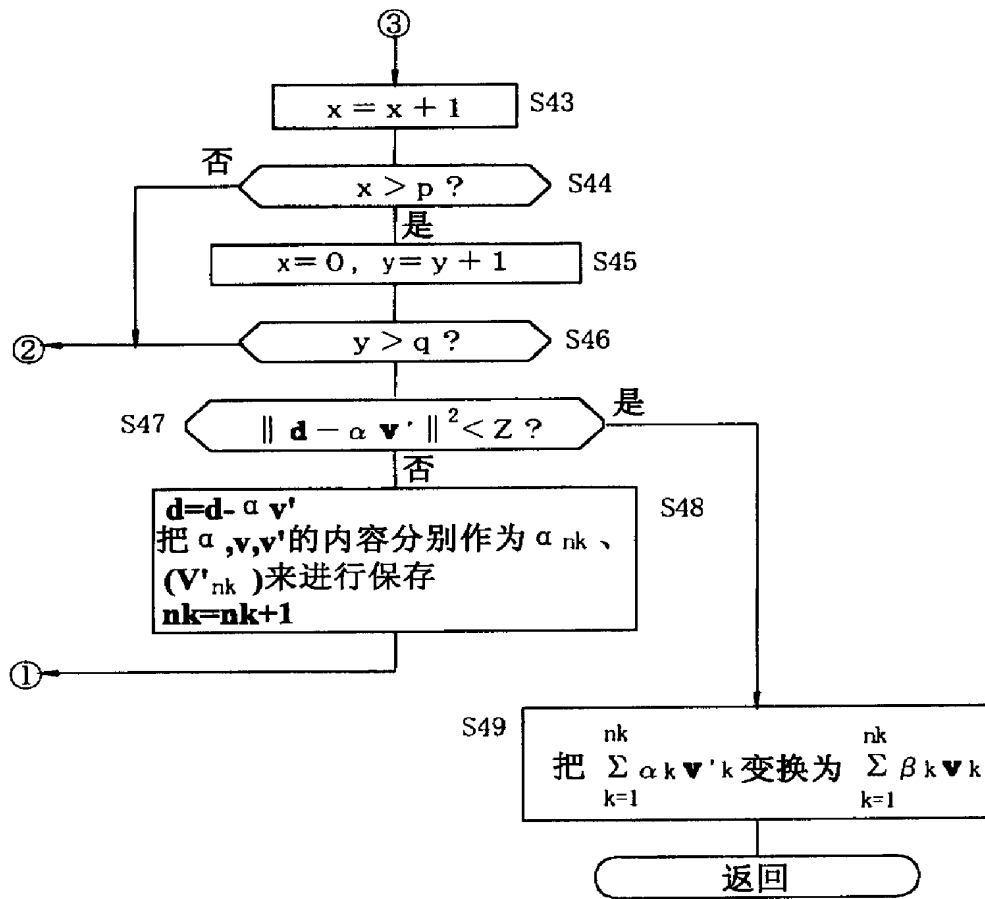 ③
x = x + 1 S43
否
x > p ? S44
是
x = 0, y = y + 1 S45
② y > q ? S46
S47 ‖ d − α v' ‖² < Z ? 是
否
d=d- α v' S48
把 α ,v,v'的内容分别作为 α nk 、
(V'nk )来进行保存
nk=nk+1
①
S49
把 nk Σ k=1 α k v' k 变换为 nk Σ k=1 β k v k
返回